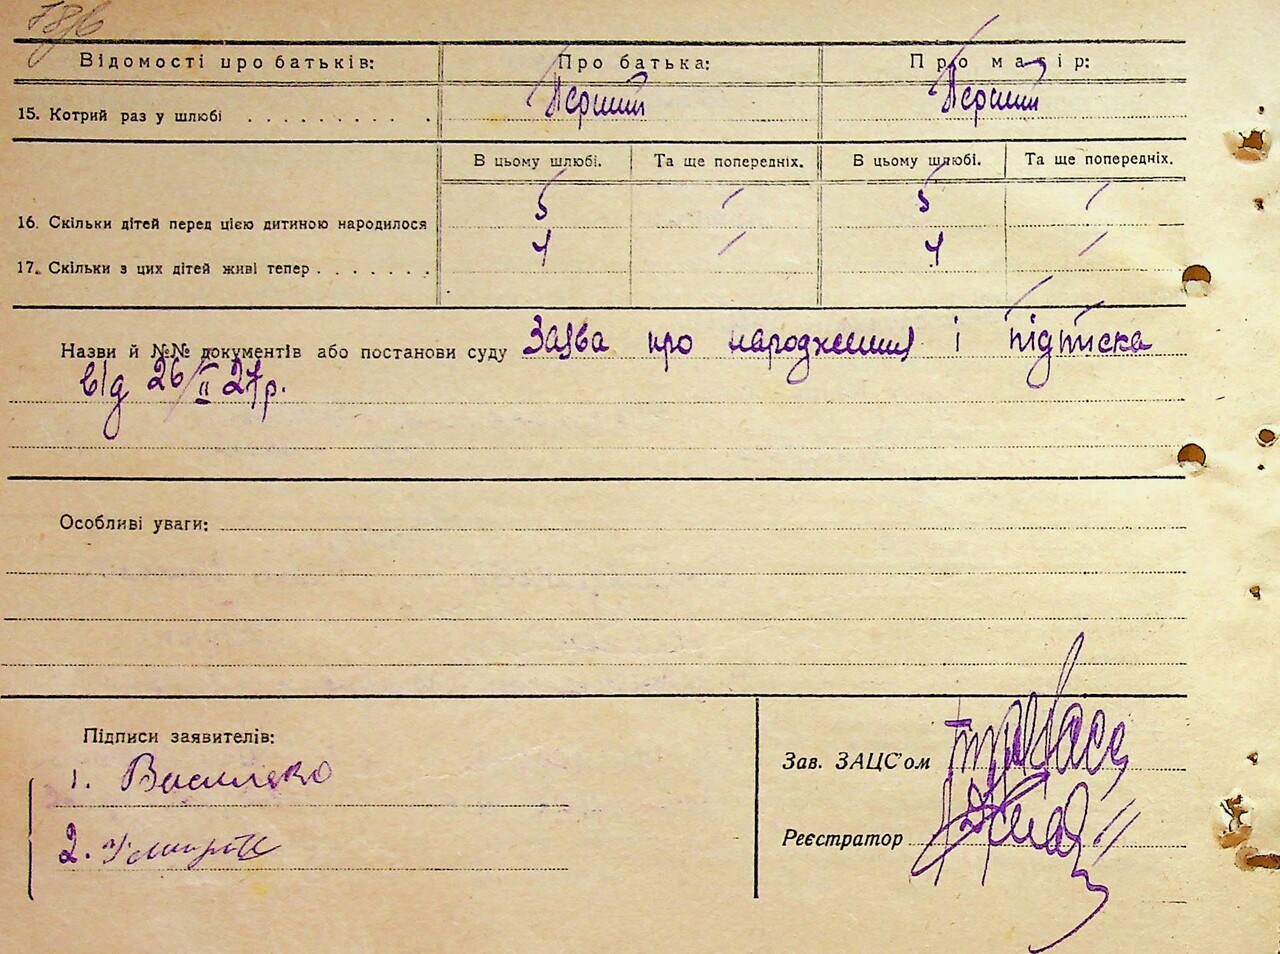 Відомості про батьків: Про батька: Про матір:
15. Котрий раз у шлюбі . . . . . . . . . . Перший Перший
В цьому шлюбі. Та ще попередніх. В цьому шлюбі. Та ще попередніх.
16. Скільки дітей перед цією дитиною народилося 5 / 5 /
17. Скільки з цих дітей живі тепер . . . . . . . 4 / 4 /
Назви й №№ документів або постанови суду Заява про народження і підписка
від 26/II 27р.
Особливі уваги:
Підписи заявителів:
1.
2.
Зав. ЗАЦС'ом
Реєстратор